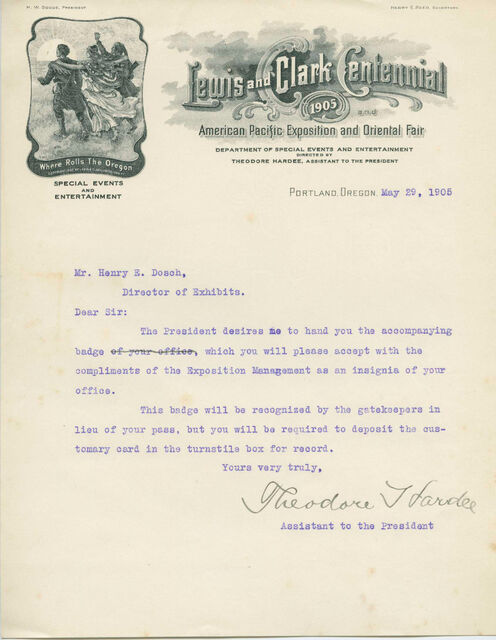 H. W. Goode, President
Henry E. Reed, Secretary
Lewis and Clark Centennial
1905
and
American Pacific Exposition and Oriental Fair
Department of Special Events and Entertainment
Directed by
Theodore Hardee, Assistant to the President
Where Rolls The Oregon
Special Events
and
Entertainment
Portland, Oregon, May 29, 1905
Mr. Henry E. Dosch,
Director of Exhibits.
Dear Sir:
The President desires me to hand you the accompanying
badge of your office, which you will please accept with the
compliments of the Exposition Management as an insignia of your
office.
This badge will be recognized by the gatekeepers in
lieu of your pass, but you will be required to deposit the cus-
tomary card in the turnstile box for record.
Yours very truly,
Theodore Hardee
Assistant to the President